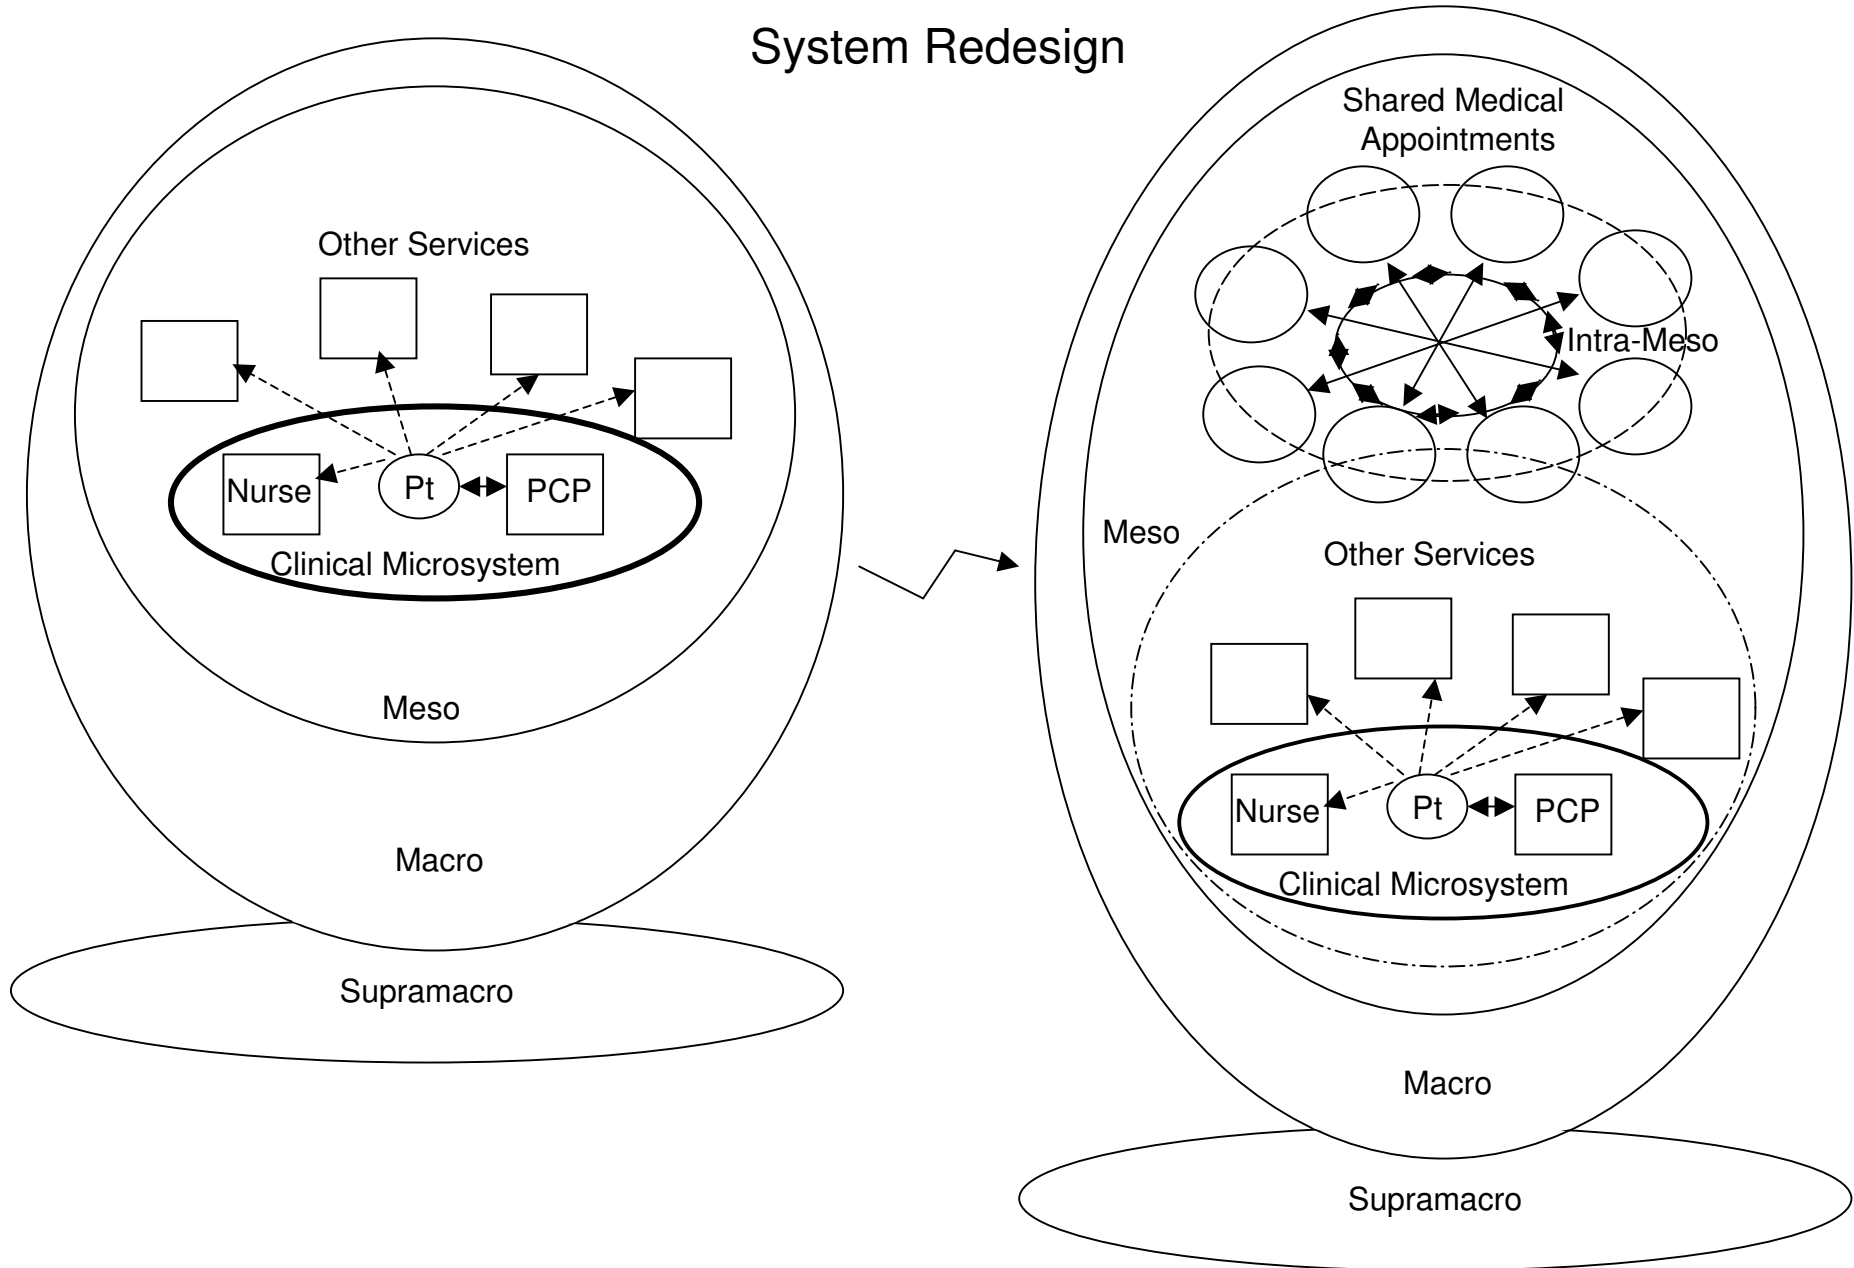 System Redesign
Other Services
Nurse
Pt
PCP
Clinical Microsystem
Meso
Macro
Supramacro
Shared Medical
Appointments
Intra-Meso
Meso
Other Services
Nurse
Pt
PCP
Clinical Microsystem
Macro
Supramacro